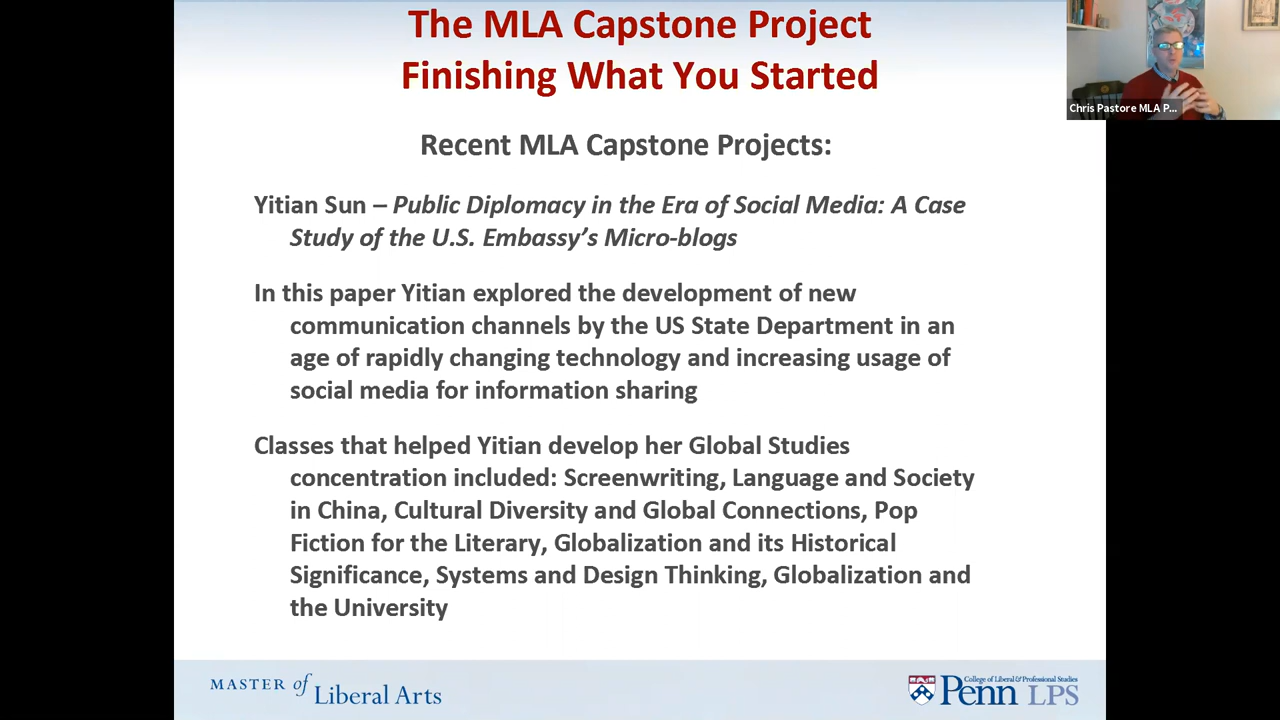 The MLA Capstone Project
Finishing What You Started
Chris Pastore MLA P...
Recent MLA Capstone Projects:
Yitian Sun – Public Diplomacy in the Era of Social Media: A Case
Study of the U.S. Embassy’s Micro-blogs
In this paper Yitian explored the development of new
communication channels by the US State Department in an
age of rapidly changing technology and increasing usage of
social media for information sharing
Classes that helped Yitian develop her Global Studies
concentration included: Screenwriting, Language and Society
in China, Cultural Diversity and Global Connections, Pop
Fiction for the Literary, Globalization and its Historical
Significance, Systems and Design Thinking, Globalization and
the University
MASTER of Liberal Arts
College of Liberal & Professional Studies
Penn LPS